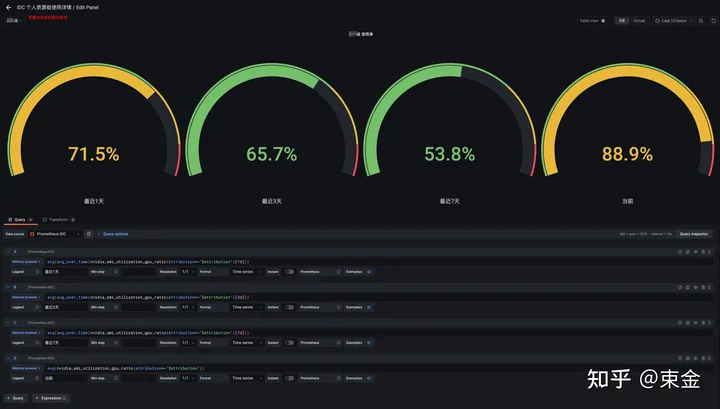 IDC 个人资源组使用详情 / Edit Panel
Table view Fill Actual Last 12 hours
使用率
71.5% 65.7% 53.8% 88.9%
最近1天 最近3天 最近7天 当前
Query 4 Transform 0
Data source Prometheus-IDC Query options Query inspector
A (Prometheus-IDC)
Metrics browser avg(avg_over_time(nvidia_smi_utilization_gpu_ratio{attribution=~"$attribution"}[1d]))
Legend 最近1天 Min step Resolution 1/1 Format Time series Instant Prometheus Exemplars
B (Prometheus-IDC)
Metrics browser avg(avg_over_time(nvidia_smi_utilization_gpu_ratio{attribution=~"$attribution"}[3d]))
Legend 最近3天 Min step Resolution 1/1 Format Time series Instant Prometheus Exemplars
C (Prometheus-IDC)
Metrics browser avg(avg_over_time(nvidia_smi_utilization_gpu_ratio{attribution=~"$attribution"}[7d]))
Legend 最近7天 Min step Resolution 1/1 Format Time series Instant Prometheus Exemplars
D (Prometheus-IDC)
Metrics browser avg(nvidia_smi_utilization_gpu_ratio{attribution=~"$attribution"})
Legend 当前 Min step Resolution 1/1 Format Time series Instant Prometheus Exemplars
+ Query + Expression
知乎 @束金